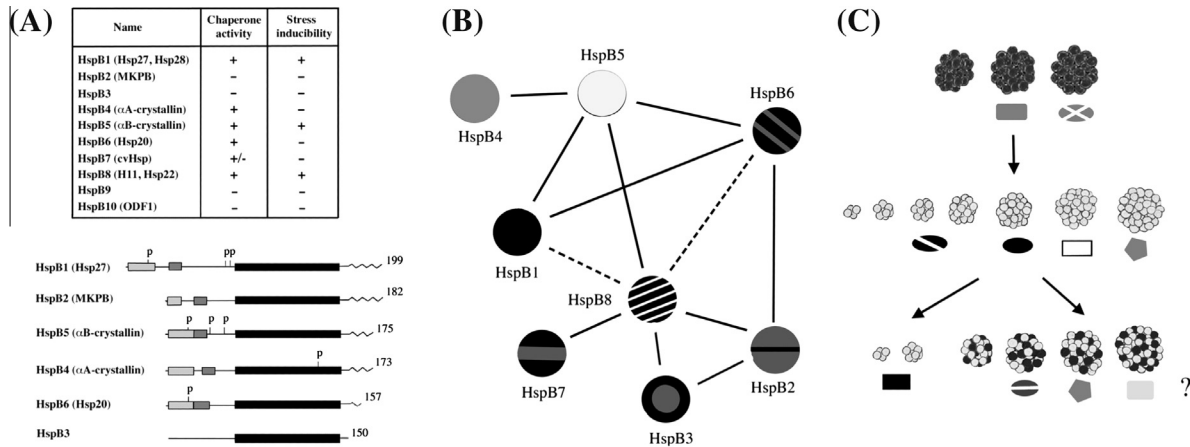 (A)
Name Chaperone activity Stress inducibility
HspB1 (Hsp27, Hsp28) + +
HspB2 (MKPB) – –
HspB3 – –
HspB4 (αA-crystallin) + –
HspB5 (αB-crystallin) + +
HspB6 (Hsp20) + –
HspB7 (cvHsp) +/- –
HspB8 (H11, Hsp22) + +
HspB9 – –
HspB10 (ODF1) – –
p pp
HspB1 (Hsp27) 199
HspB2 (MKPB) 182
p p p
HspB5 (αB-crystallin) 175
p
HspB4 (αA-crystallin) 173
p
HspB6 (Hsp20) 157
HspB3 150
(B)
HspB5
HspB4
HspB6
HspB1
HspB8
HspB7
HspB2
HspB3
(C)
?